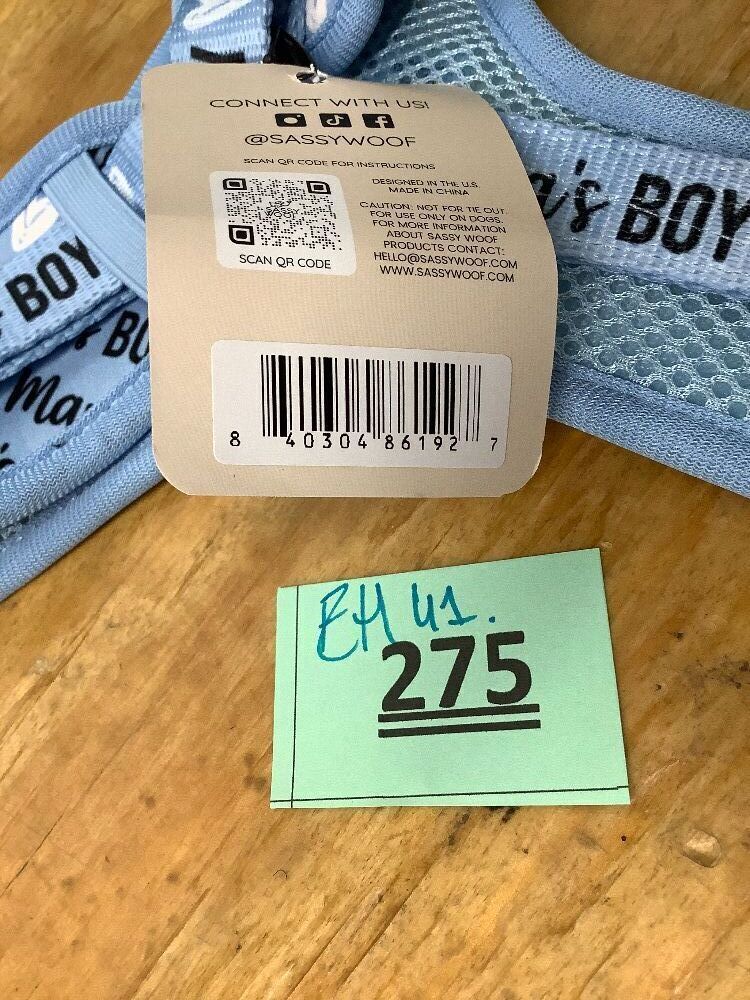 CONNECT WITH US!
@SASSYWOOF
SCAN QR CODE FOR INSTRUCTIONS
SCAN QR CODE
DESIGNED IN THE U.S.
MADE IN CHINA
CAUTION: NOT FOR TIE OUT.
FOR USE ONLY ON DOGS.
FOR MORE INFORMATION
ABOUT SASSY WOOF
PRODUCTS CONTACT:
HELLO@SASSYWOOF.COM
WWW.SASSYWOOF.COM
8 40304 86192 7
BOY
BOY
EH 41.
275